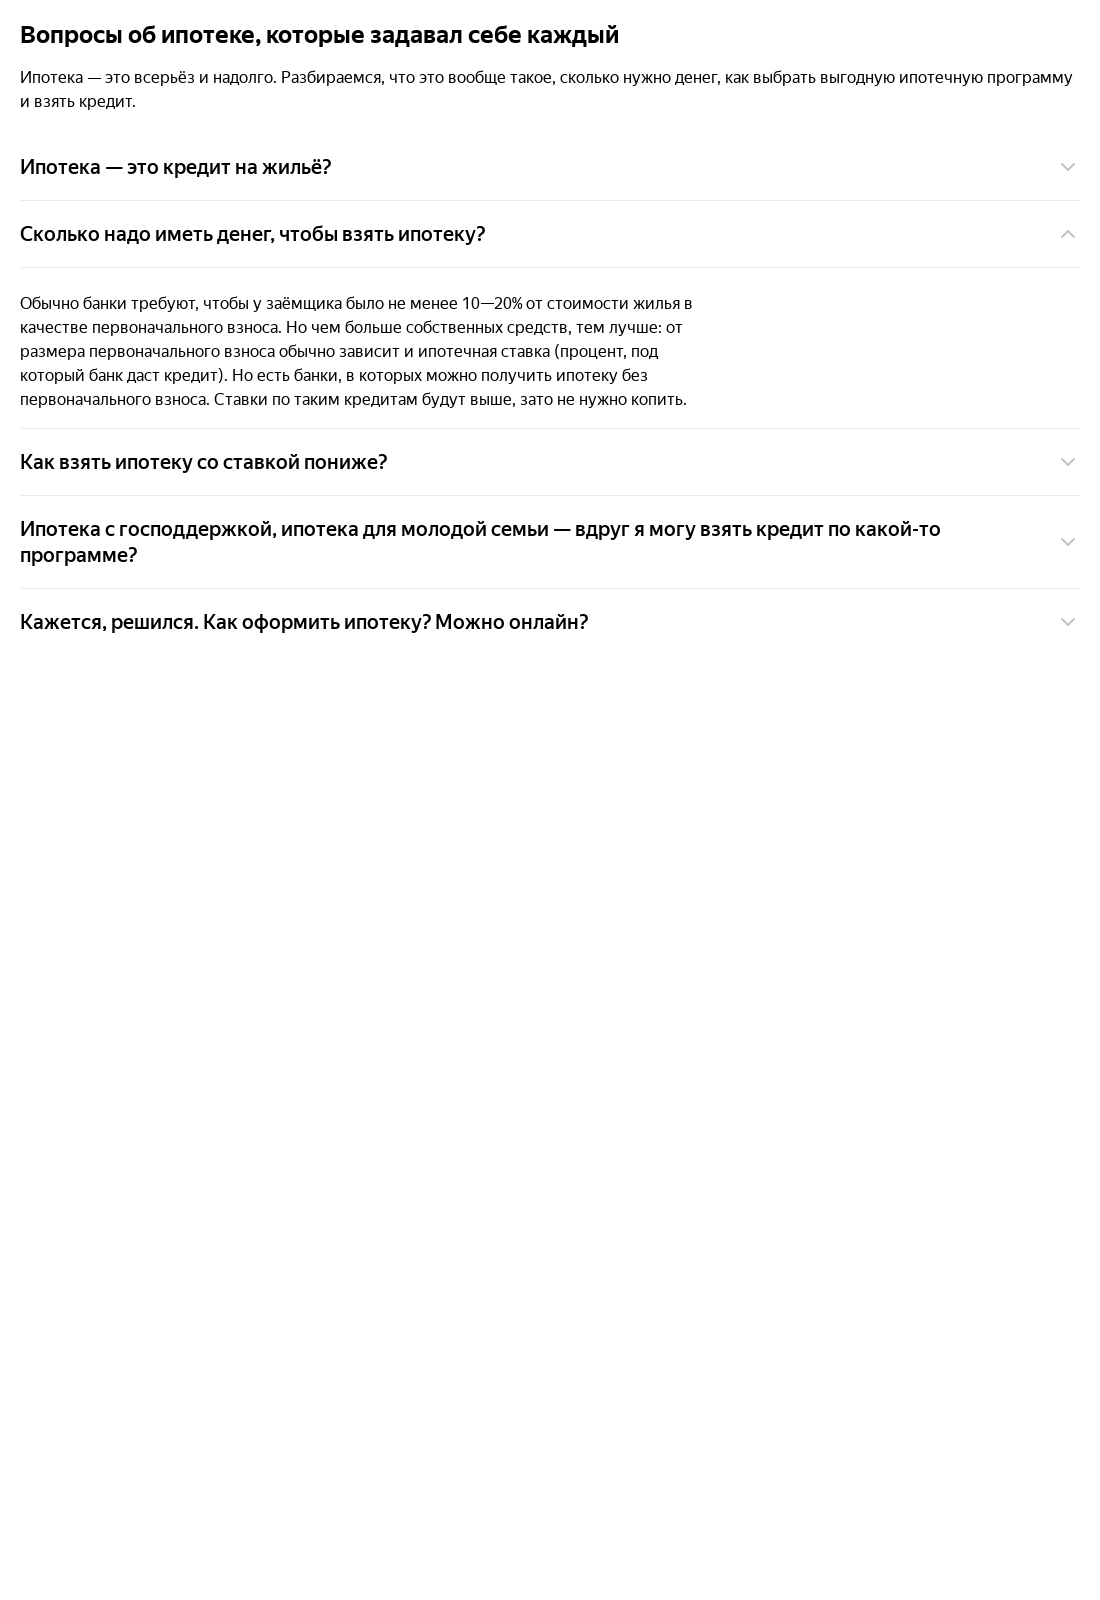 Вопросы об ипотеке, которые задавал себе каждый
Ипотека — это всерьёз и надолго. Разбираемся, что это вообще такое, сколько нужно денег, как выбрать выгодную ипотечную программу
и взять кредит.
Ипотека — это кредит на жильё?
Сколько надо иметь денег, чтобы взять ипотеку?
Обычно банки требуют, чтобы у заёмщика было не менее 10—20% от стоимости жилья в
качестве первоначального взноса. Но чем больше собственных средств, тем лучше: от
размера первоначального взноса обычно зависит и ипотечная ставка (процент, под
который банк даст кредит). Но есть банки, в которых можно получить ипотеку без
первоначального взноса. Ставки по таким кредитам будут выше, зато не нужно копить.
Как взять ипотеку со ставкой пониже?
Ипотека с господдержкой, ипотека для молодой семьи — вдруг я могу взять кредит по какой-то
программе?
Кажется, решился. Как оформить ипотеку? Можно онлайн?